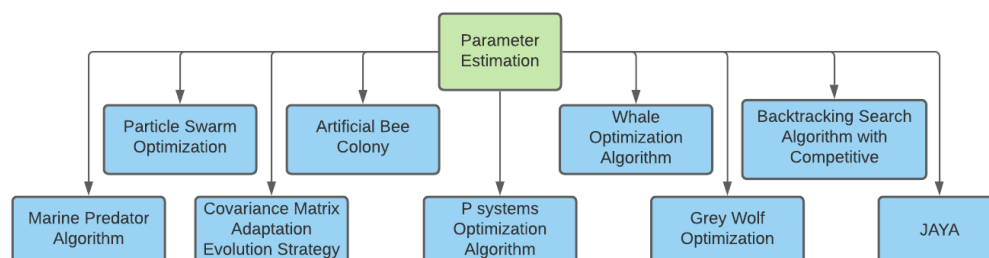 Parameter
Estimation
Particle Swarm
Optimization
Artificial Bee
Colony
Whale
Optimization
Algorithm
Backtracking Search
Algorithm with
Competitive
Marine Predator
Algorithm
Covariance Matrix
Adaptation
Evolution Strategy
P systems
Optimization
Algorithm
Grey Wolf
Optimization
JAYA